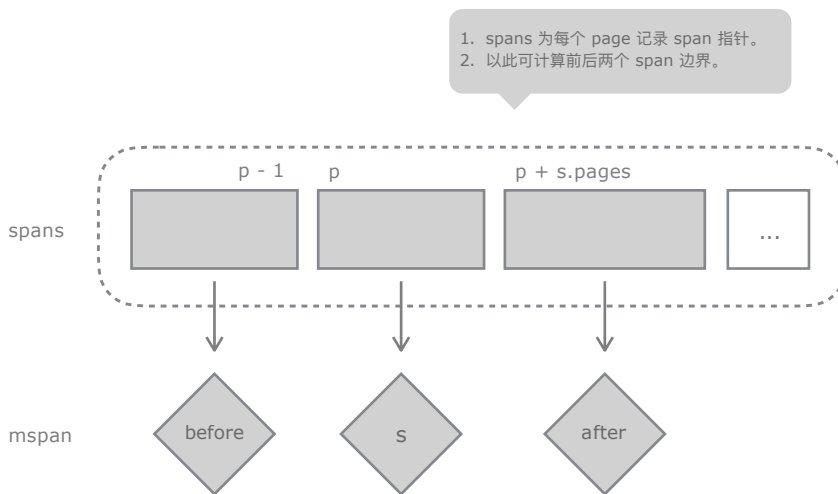 1. spans 为每个 page 记录 span 指针。
2. 以此可计算前后两个 span 边界。
p - 1 p p + s.pages
spans ...
mspan before s after